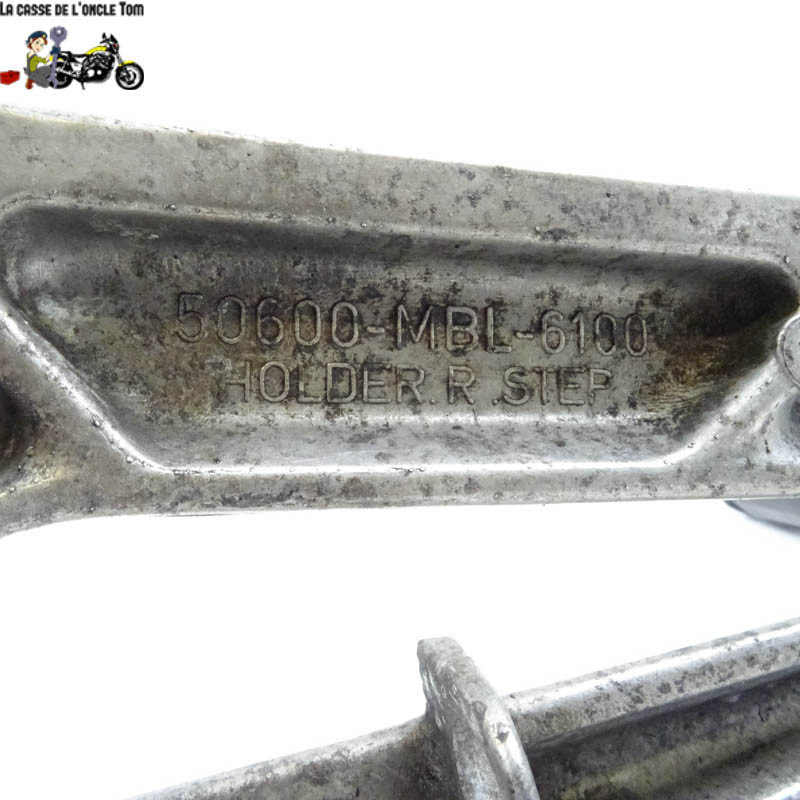 LA CASSE DE L'ONCLE TOM
50600-MBL-6100
HOLDER.R.STEP